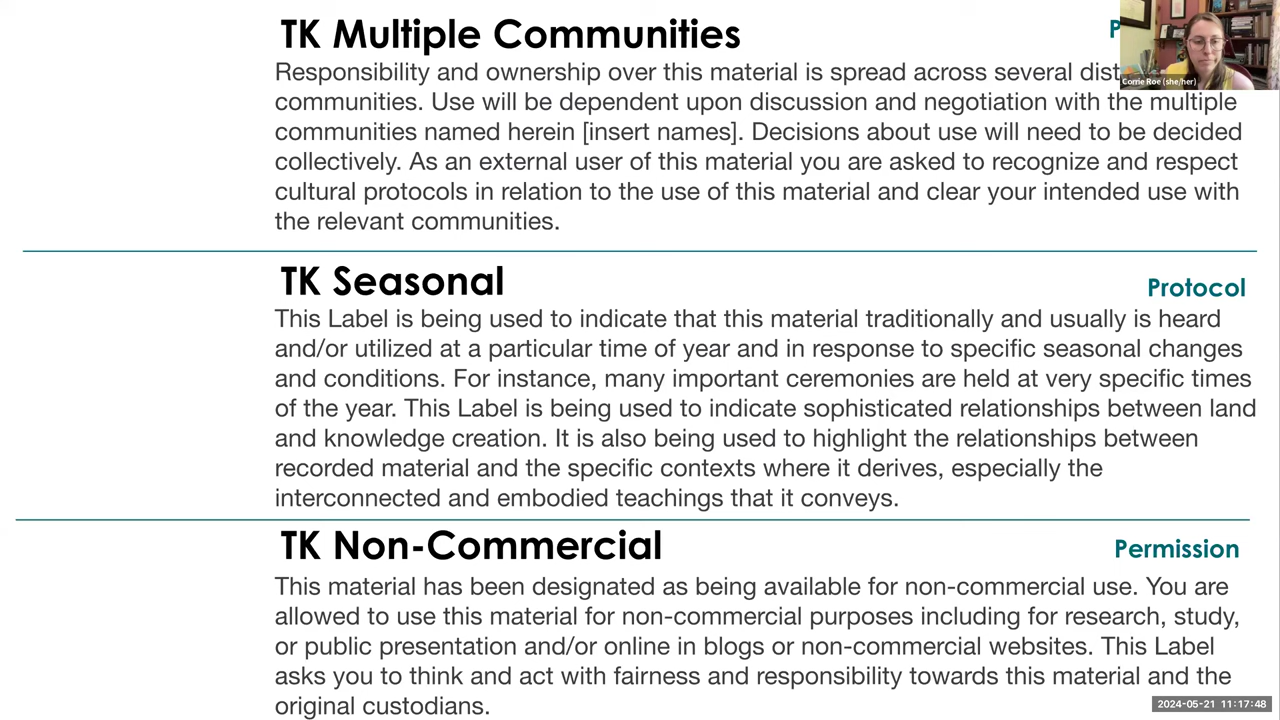 TK Multiple Communities
Responsibility and ownership over this material is spread across several
communities. Use will be dependent upon discussion and negotiation with the multiple
communities named herein [insert names]. Decisions about use will need to be decided
collectively. As an external user of this material you are asked to recognize and respect
cultural protocols in relation to the use of this material and clear your intended use with
the relevant communities.
Corrie Roe (she/her)
TK Seasonal
Protocol
This Label is being used to indicate that this material traditionally and usually is heard
and/or utilized at a particular time of year and in response to specific seasonal changes
and conditions. For instance, many important ceremonies are held at very specific times
of the year. This Label is being used to indicate sophisticated relationships between land
and knowledge creation. It is also being used to highlight the relationships between
recorded material and the specific contexts where it derives, especially the
interconnected and embodied teachings that it conveys.
TK Non-Commercial
Permission
This material has been designated as being available for non-commercial use. You are
allowed to use this material for non-commercial purposes including for research, study,
or public presentation and/or online in blogs or non-commercial websites. This Label
asks you to think and act with fairness and responsibility towards this material and the
original custodians.
2024-05-21 11:17:48